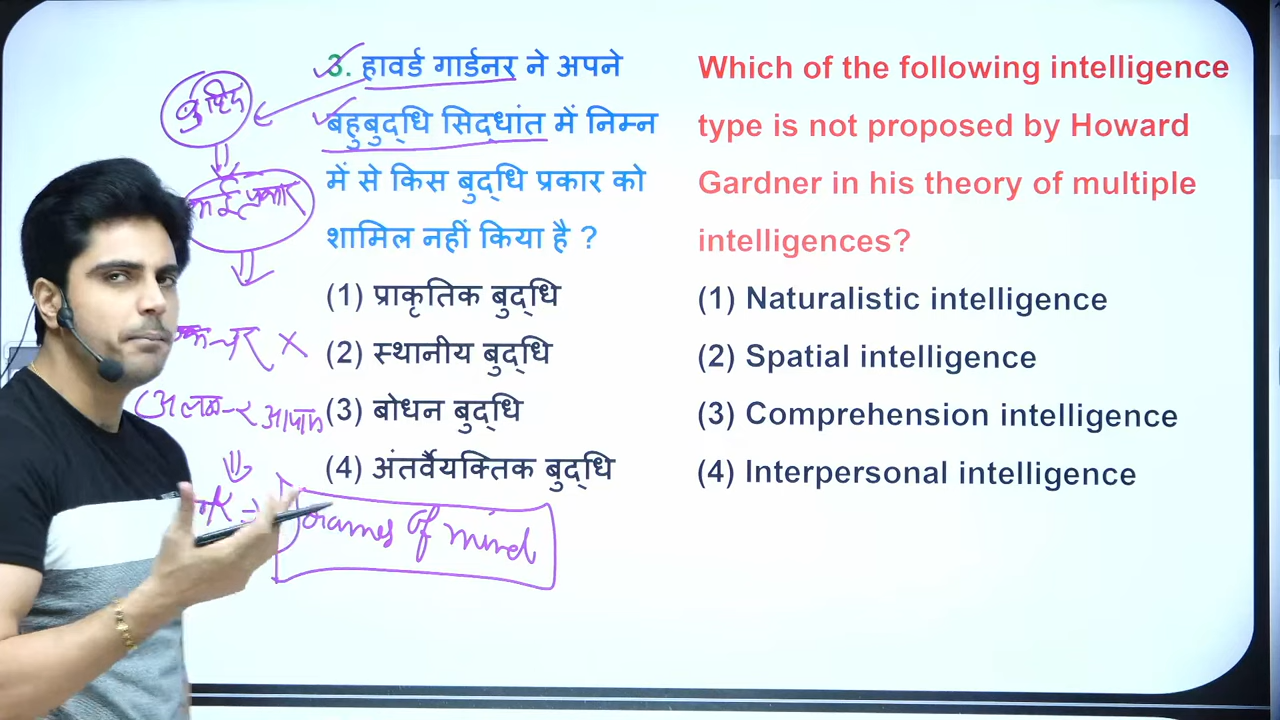 3. हावर्ड गार्डनर ने अपने
बहुबुद्धि सिद्धांत में निम्न
में से किस बुद्धि प्रकार को
शामिल नहीं किया है ?
(1) प्राकृतिक बुद्धि
(2) स्थानीय बुद्धि
(3) बोधन बुद्धि
(4) अंतर्वैयक्तिक बुद्धि
Which of the following intelligence
type is not proposed by Howard
Gardner in his theory of multiple
intelligences?
(1) Naturalistic intelligence
(2) Spatial intelligence
(3) Comprehension intelligence
(4) Interpersonal intelligence
बुद्धि
कई प्रकार
frames of mind